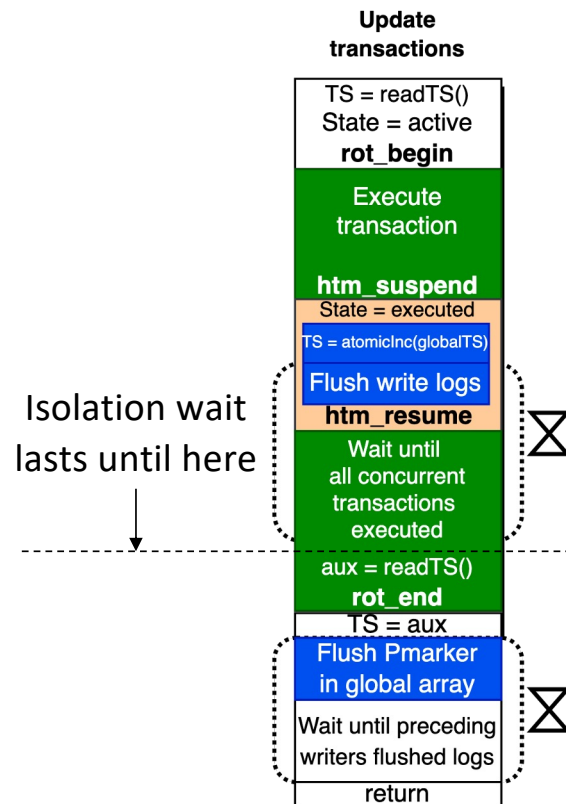 Update
transactions
TS = readTS()
State = active
rot_begin
Execute
transaction
htm_suspend
State = executed
TS = atomicInc(globalTS)
Flush write logs
htm_resume
Isolation wait
lasts until here
Wait until
all concurrent
transactions
executed
aux = readTS()
rot_end
TS = aux
Flush Pmarker
in global array
Wait until preceding
writers flushed logs
return